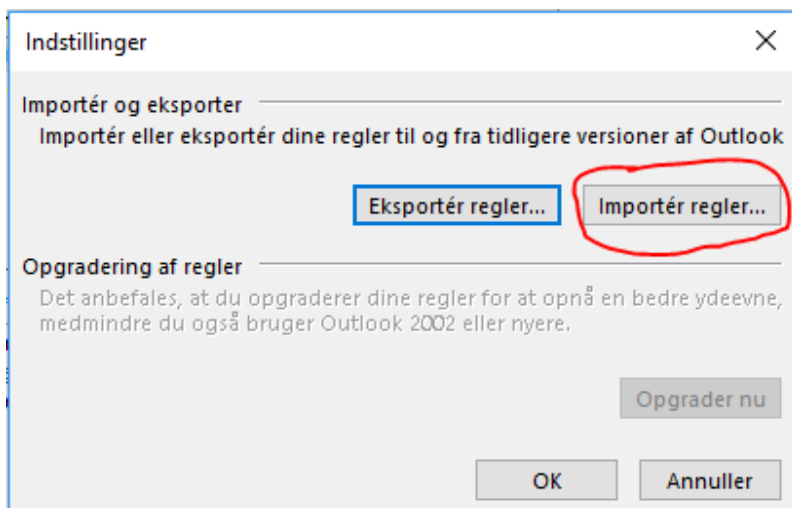 Indstillinger
Importér og eksporter
Importér eller eksportér dine regler til og fra tidligere versioner af Outlook
Eksportér regler... Importér regler...
Opgradering af regler
Det anbefales, at du opgraderer dine regler for at opnå en bedre ydeevne,
medmindre du også bruger Outlook 2002 eller nyere.
Opgrader nu
OK Annuller